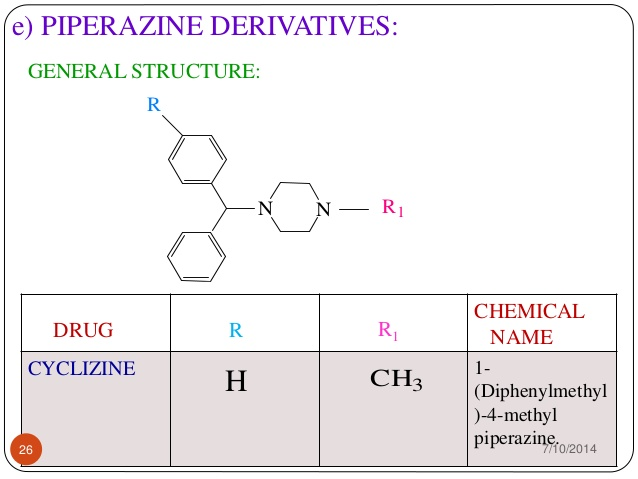 e) PIPERAZINE DERIVATIVES:
GENERAL STRUCTURE:
R
N
N
R1
DRUG
R
R1
CHEMICAL
NAME
CYCLIZINE
H
CH3
1-
(Diphenylmethyl
)-4-methyl
piperazine.
26
7/10/2014